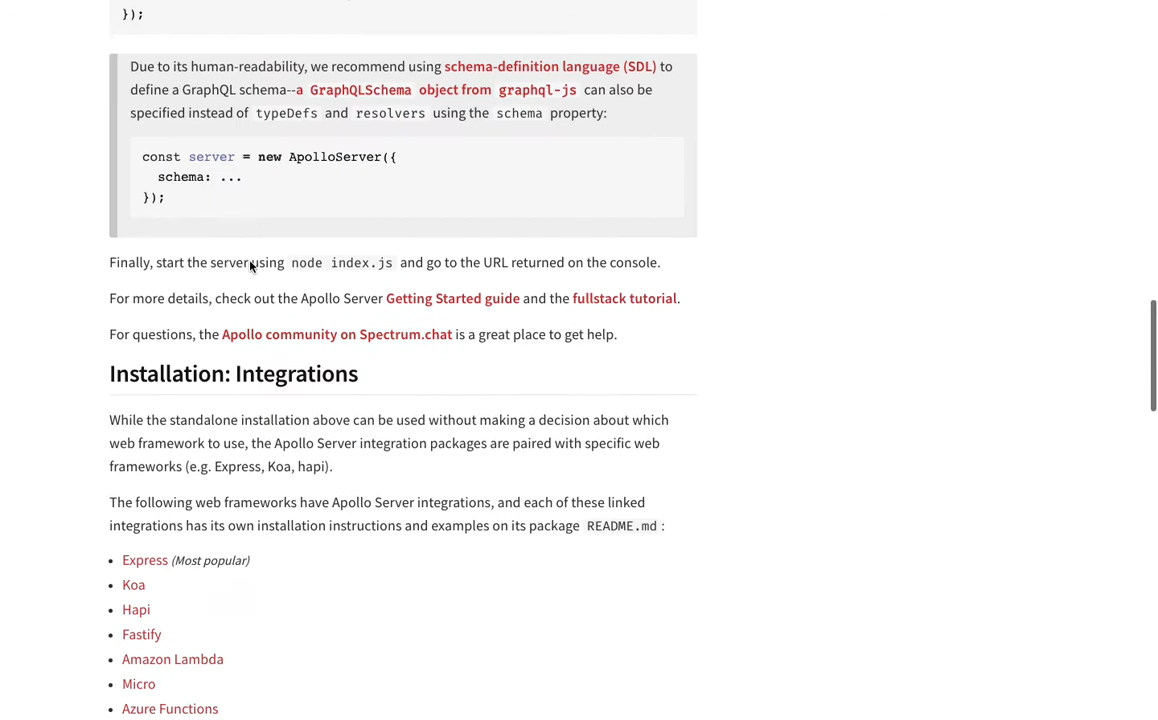 });
Due to its human-readability, we recommend using schema-definition language (SDL) to
define a GraphQL schema--a GraphQLSchema object from graphql-js can also be
specified instead of typeDefs and resolvers using the schema property:
const server = new ApolloServer({
  schema: ...
});
Finally, start the server using node index.js and go to the URL returned on the console.
For more details, check out the Apollo Server Getting Started guide and the fullstack tutorial.
For questions, the Apollo community on Spectrum.chat is a great place to get help.
Installation: Integrations
While the standalone installation above can be used without making a decision about which
web framework to use, the Apollo Server integration packages are paired with specific web
frameworks (e.g. Express, Koa, hapi).
The following web frameworks have Apollo Server integrations, and each of these linked
integrations has its own installation instructions and examples on its package README.md :
• Express (Most popular)
• Koa
• Hapi
• Fastify
• Amazon Lambda
• Micro
• Azure Functions